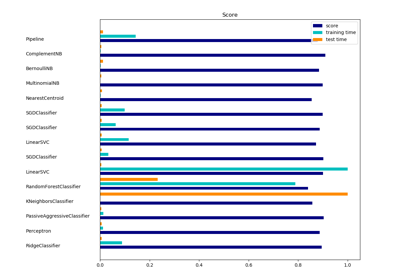 Score
score
training time
test time
Pipeline
ComplementNB
BernoulliNB
MultinomialNB
NearestCentroid
SGDClassifier
SGDClassifier
LinearSVC
SGDClassifier
LinearSVC
RandomForestClassifier
KNeighborsClassifier
PassiveAggressiveClassifier
Perceptron
RidgeClassifier
0.0 0.2 0.4 0.6 0.8 1.0